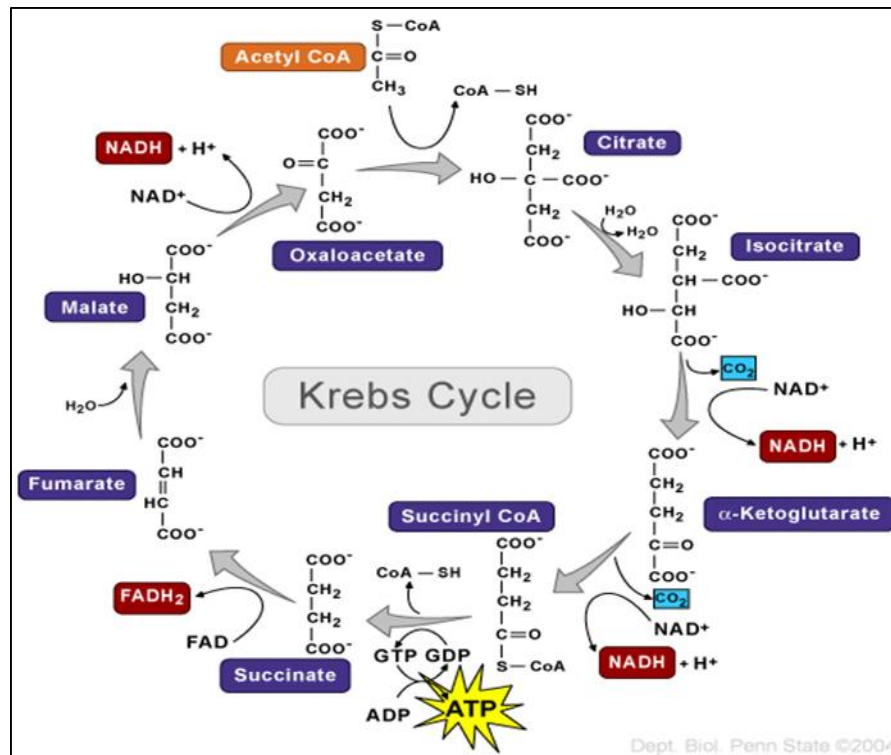 S—CoA
Acetyl CoA
C=O
CH₃
CoA—SH
NADH + H⁺
NAD⁺
COO⁻
O=C
CH₂
COO⁻
Oxaloacetate
COO⁻
CH₂
HO—C—COO⁻
CH₂
COO⁻
Citrate
H₂O
H₂O
Isocitrate
COO⁻
CH₂
CH—COO⁻
HO—CH
COO⁻
Malate
COO⁻
HO—CH
CH₂
COO⁻
Krebs Cycle
CO₂
NAD⁺
NADH + H⁺
H₂O
Fumarate
COO⁻
CH
HC
COO⁻
α-Ketoglutarate
COO⁻
CH₂
CH₂
C=O
COO⁻
CO₂
NAD⁺
NADH + H⁺
Succinyl CoA
COO⁻
CH₂
CH₂
C=O
S—CoA
CoA—SH
GTP GDP
ADP
ATP
Succinate
COO⁻
CH₂
CH₂
COO⁻
FADH₂
FAD
Dept. Biol. Penn State ©2004